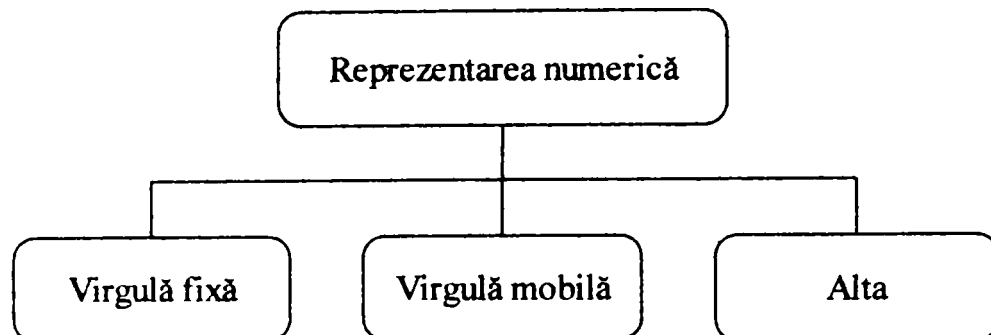 Reprezentarea numerică
Virgulă fixă
Virgulă mobilă
Alta